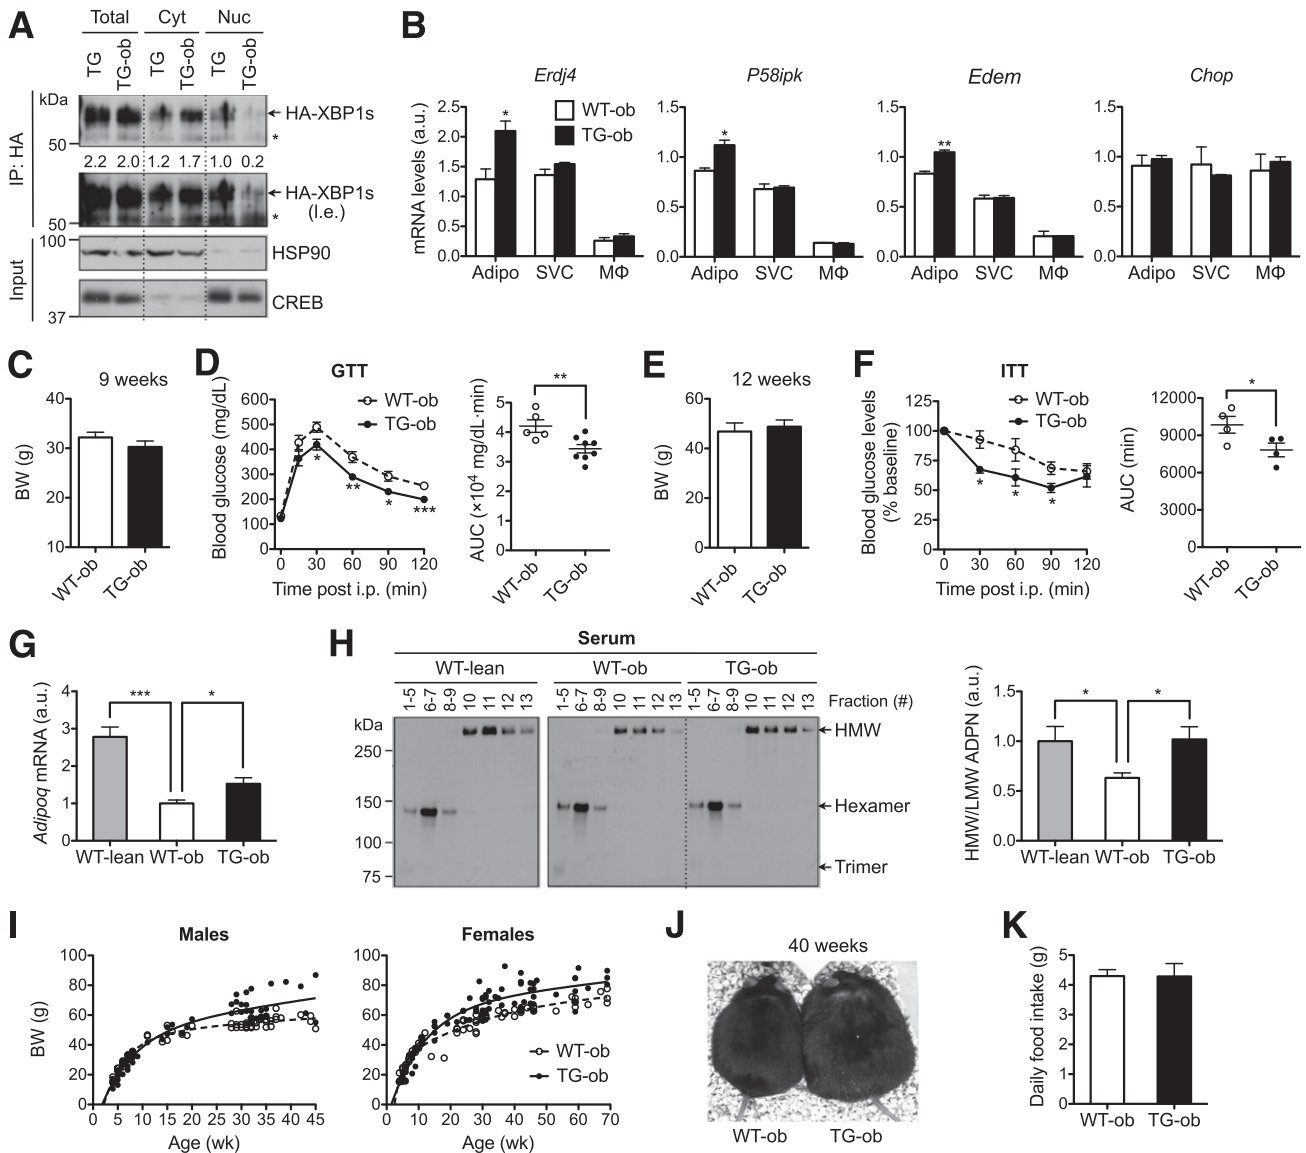 A
Total Cyt Nuc
TG TG-ob TG TG-ob TG TG-ob
kDa
IP: HA
HA-XBP1s
*
50
2.2 2.0 1.2 1.7 1.0 0.2
HA-XBP1s
(l.e.)
*
50
Input
100
HSP90
CREB
37
B
mRNA levels (a.u.)
Erdj4
WT-ob
TG-ob
2.5
2.0
1.5
1.0
0.5
0.0
*
Adipo SVC MΦ
P58ipk
1.5
1.0
0.5
0.0
*
Adipo SVC MΦ
Edem
1.5
1.0
0.5
0.0
**
Adipo SVC MΦ
Chop
1.5
1.0
0.5
0.0
Adipo SVC MΦ
C
9 weeks
BW (g)
40
30
20
10
WT-ob TG-ob
D
GTT
WT-ob
TG-ob
Blood glucose (mg/dL)
600
500
400
300
200
100
0
* ** * ***
0 30 60 90 120
Time post i.p. (min)
AUC (×10⁴ mg/dL·min)
5
4
3
2
1
0
**
WT-ob TG-ob
E
12 weeks
BW (g)
60
40
20
0
WT-ob TG-ob
F
ITT
WT-ob
TG-ob
Blood glucose levels
(% baseline)
125
100
75
50
25
0
* * *
0 30 60 90 120
Time post i.p. (min)
AUC (min)
12000
9000
6000
3000
0
*
WT-ob TG-ob
G
Adipoq mRNA (a.u.)
4
3
2
1
0
*** *
WT-lean WT-ob TG-ob
H
Serum
WT-lean WT-ob TG-ob
1-5 6-7 8-9 10 11 12 13 1-5 6-7 8-9 10 11 12 13 1-5 6-7 8-9 10 11 12 13 Fraction (#)
kDa
HMW
250
150
Hexamer
100
Trimer
75
HMW/LMW ADPN (a.u.)
1.5
1.0
0.5
0.0
* *
WT-lean WT-ob TG-ob
I
Males
BW (g)
100
80
60
40
20
0
0 5 10 15 20 25 30 35 40 45
Age (wk)
Females
100
80
60
40
20
0
WT-ob
TG-ob
0 10 20 30 40 50 60 70
Age (wk)
J
40 weeks
WT-ob TG-ob
K
Daily food intake (g)
5
4
3
2
1
0
WT-ob TG-ob